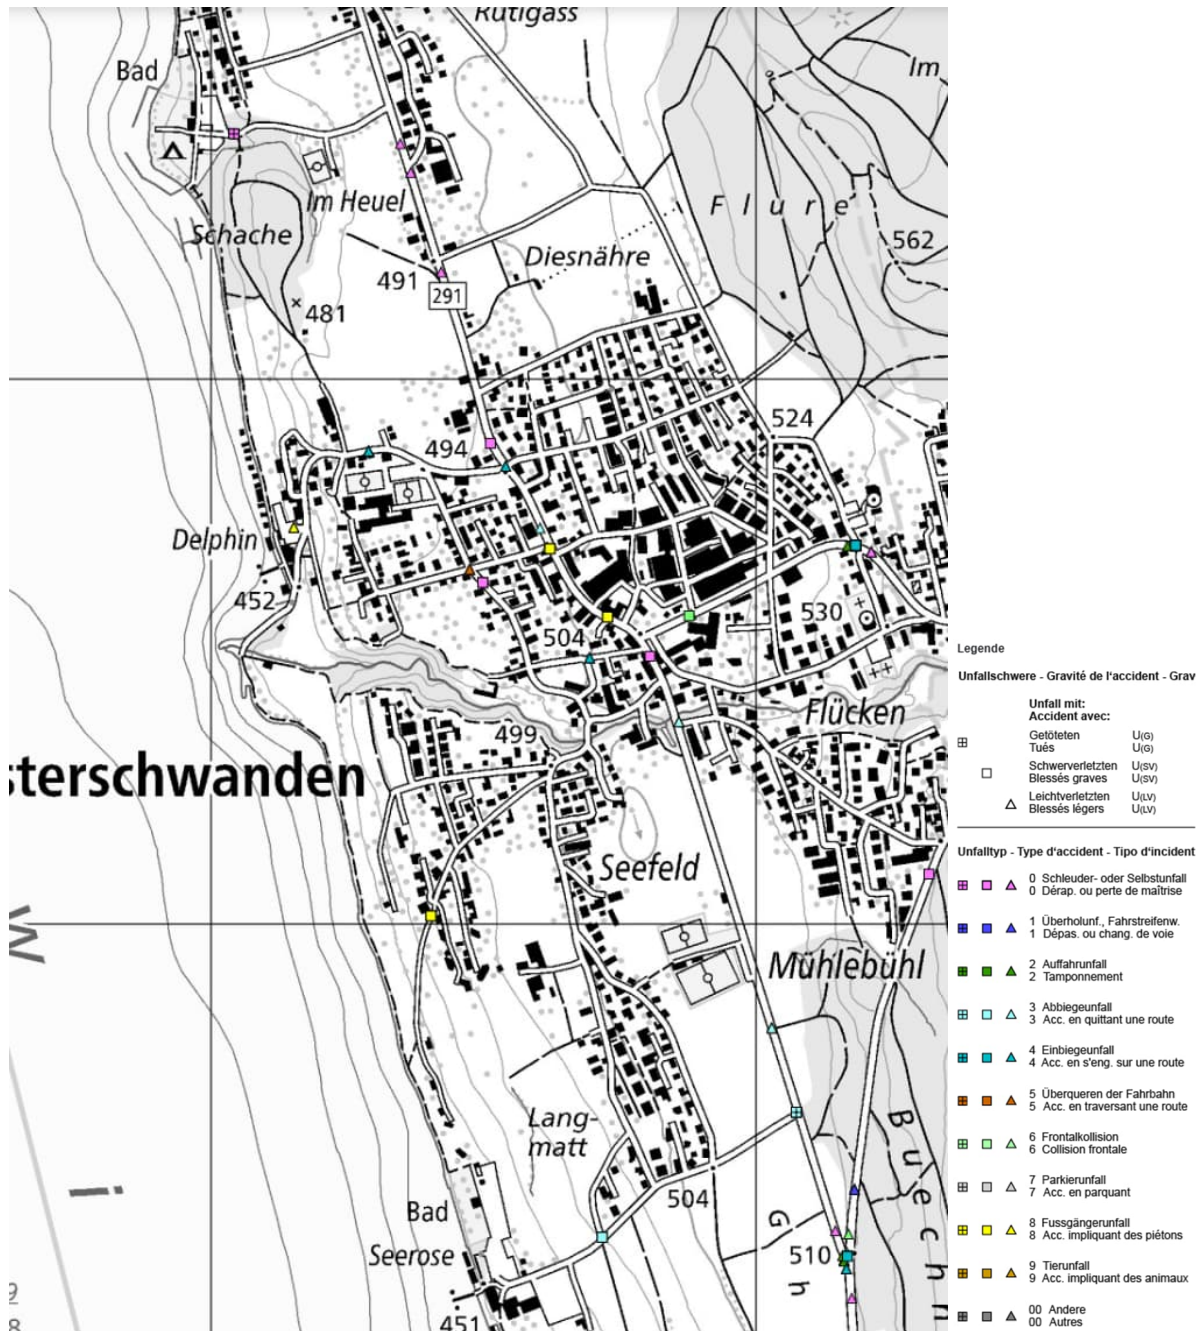 Rütigass
Bad
Im
Flure
Im Heuel
Schache
562
Diesnähre
491
291
481
524
494
Delphin
452
530
504
Flücken
499
sterschwanden
Seefeld
Mühlebühl
Lang-
matt
Buech
504
Bad
Seerose
510
Gh
451
Legende
Unfallschwere - Gravité de l'accident - Grav
Unfall mit:
Accident avec:
Getöteten U(G)
Tués U(G)
Schwerverletzten U(SV)
Blessés graves U(SV)
Leichtverletzten U(LV)
Blessés légers U(LV)
Unfalltyp - Type d'accident - Tipo d'incident
0 Schleuder- oder Selbstunfall
0 Dérap. ou perte de maîtrise
1 Überholunf., Fahrstreifenw.
1 Dépas. ou chang. de voie
2 Auffahrunfall
2 Tamponnement
3 Abbiegeunfall
3 Acc. en quittant une route
4 Einbiegeunfall
4 Acc. en s'eng. sur une route
5 Überqueren der Fahrbahn
5 Acc. en traversant une route
6 Frontalkollision
6 Collision frontale
7 Parkierunfall
7 Acc. en parquant
8 Fussgängerunfall
8 Acc. impliquant des piétons
9 Tierunfall
9 Acc. impliquant des animaux
00 Andere
00 Autres